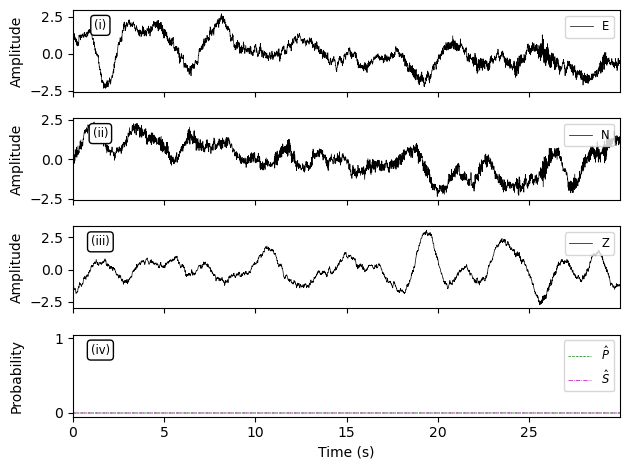 2.5
0.0
−2.5
Amplitude
(i)
E
2.5
0.0
−2.5
Amplitude
(ii)
N
2.5
0.0
−2.5
Amplitude
(iii)
Z
1
0
Probability
(iv)
P̂
Ŝ
0 5 10 15 20 25
Time (s)